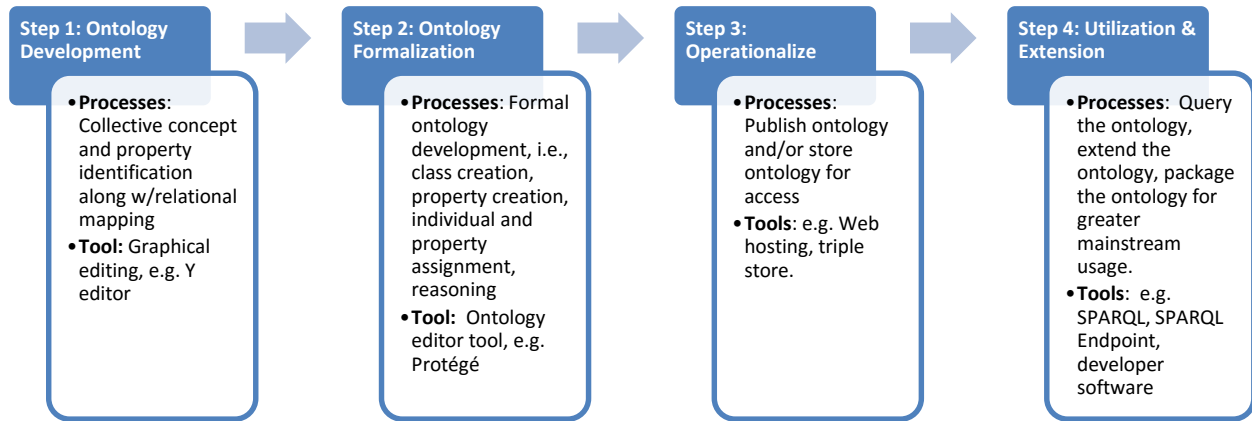 Step 1: Ontology
Development
•Processes:
Collective concept
and property
identification
along w/relational
mapping
•Tool: Graphical
editing, e.g. Y
editor
Step 2: Ontology
Formalization
•Processes: Formal
ontology
development, i.e.,
class creation,
property creation,
individual and
property
assignment,
reasoning
•Tool: Ontology
editor tool, e.g.
Protégé
Step 3:
Operationalize
•Processes:
Publish ontology
and/or store
ontology for
access
•Tools: e.g. Web
hosting, triple
store.
Step 4: Utilization &
Extension
•Processes: Query
the ontology,
extend the
ontology, package
the ontology for
greater
mainstream
usage.
•Tools: e.g.
SPARQL, SPARQL
Endpoint,
developer
software